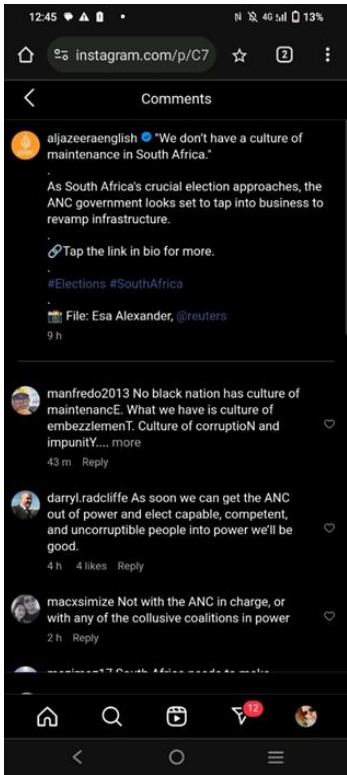 12:45
4G 13%
instagram.com/p/C7
2
Comments
aljazeeraenglish "We don't have a culture of
maintenance in South Africa."
.
As South Africa's crucial election approaches, the
ANC government looks set to tap into business to
revamp infrastructure.
.
🔗Tap the link in bio for more.
.
#Elections #SouthAfrica
.
📸 File: Esa Alexander, @reuters
9 h
manfredo2013 No black nation has culture of
maintenancE. What we have is culture of
embezzlemenT. Culture of corruptioN and
impunitY.... more
43 m Reply
darryl.radcliffe As soon we can get the ANC
out of power and elect capable, competent,
and uncorruptible people into power we'll be
good.
4 h 4 likes Reply
macxsimize Not with the ANC in charge, or
with any of the collusive coalitions in power
2 h Reply
South Africa needs to make
12